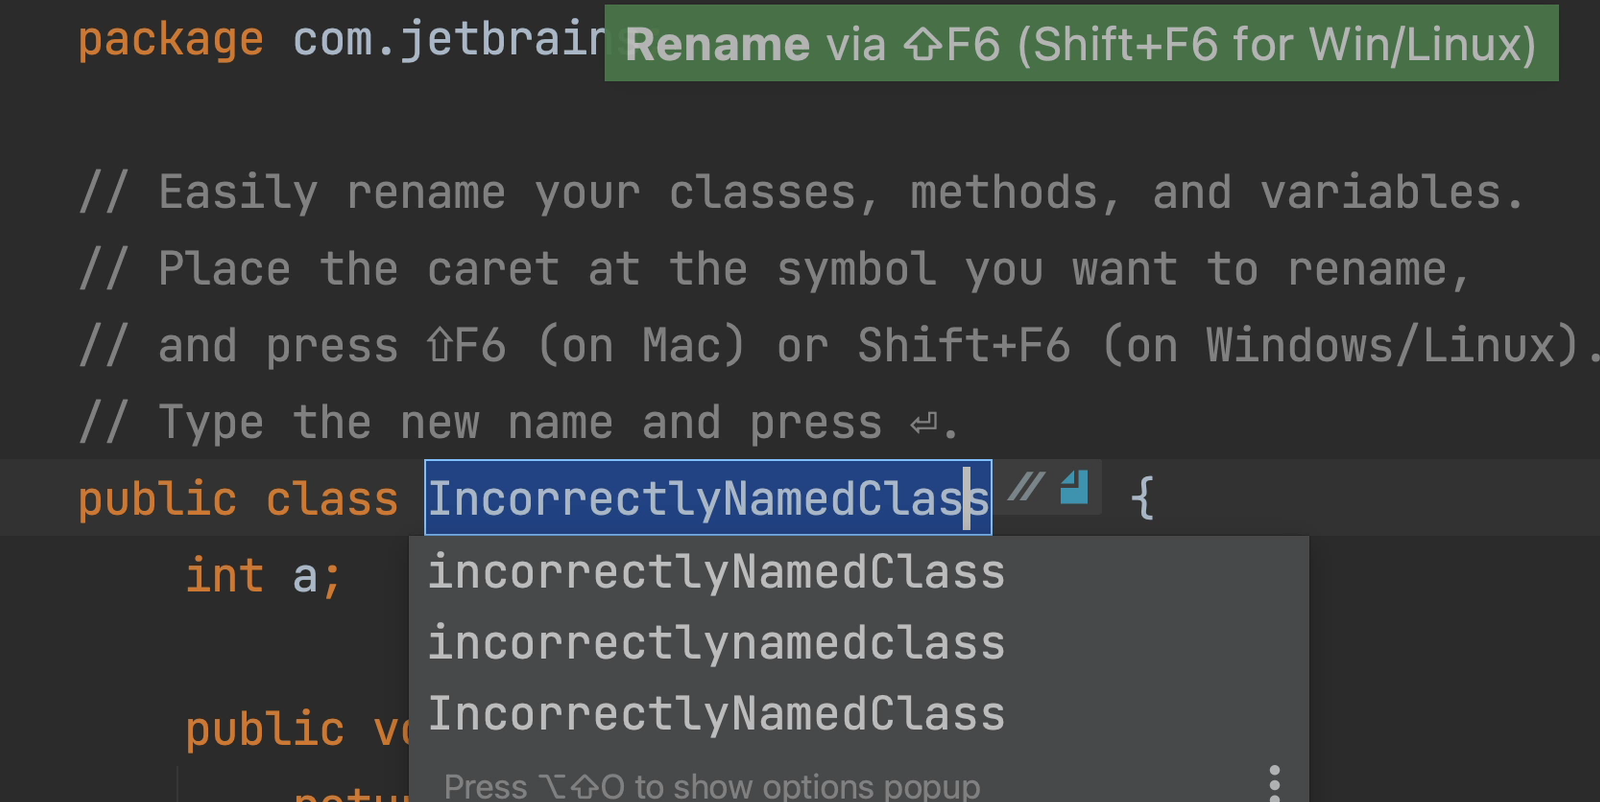 package com.jetbrain
Rename via ⇧F6 (Shift+F6 for Win/Linux)
// Easily rename your classes, methods, and variables.
// Place the caret at the symbol you want to rename,
// and press ⇧F6 (on Mac) or Shift+F6 (on Windows/Linux).
// Type the new name and press ⏎.
public class IncorrectlyNamedClass // {
int a;
incorrectlyNamedClass
incorrectlynamedclass
IncorrectlyNamedClass
public
Press ⌥⇧O to show options popup